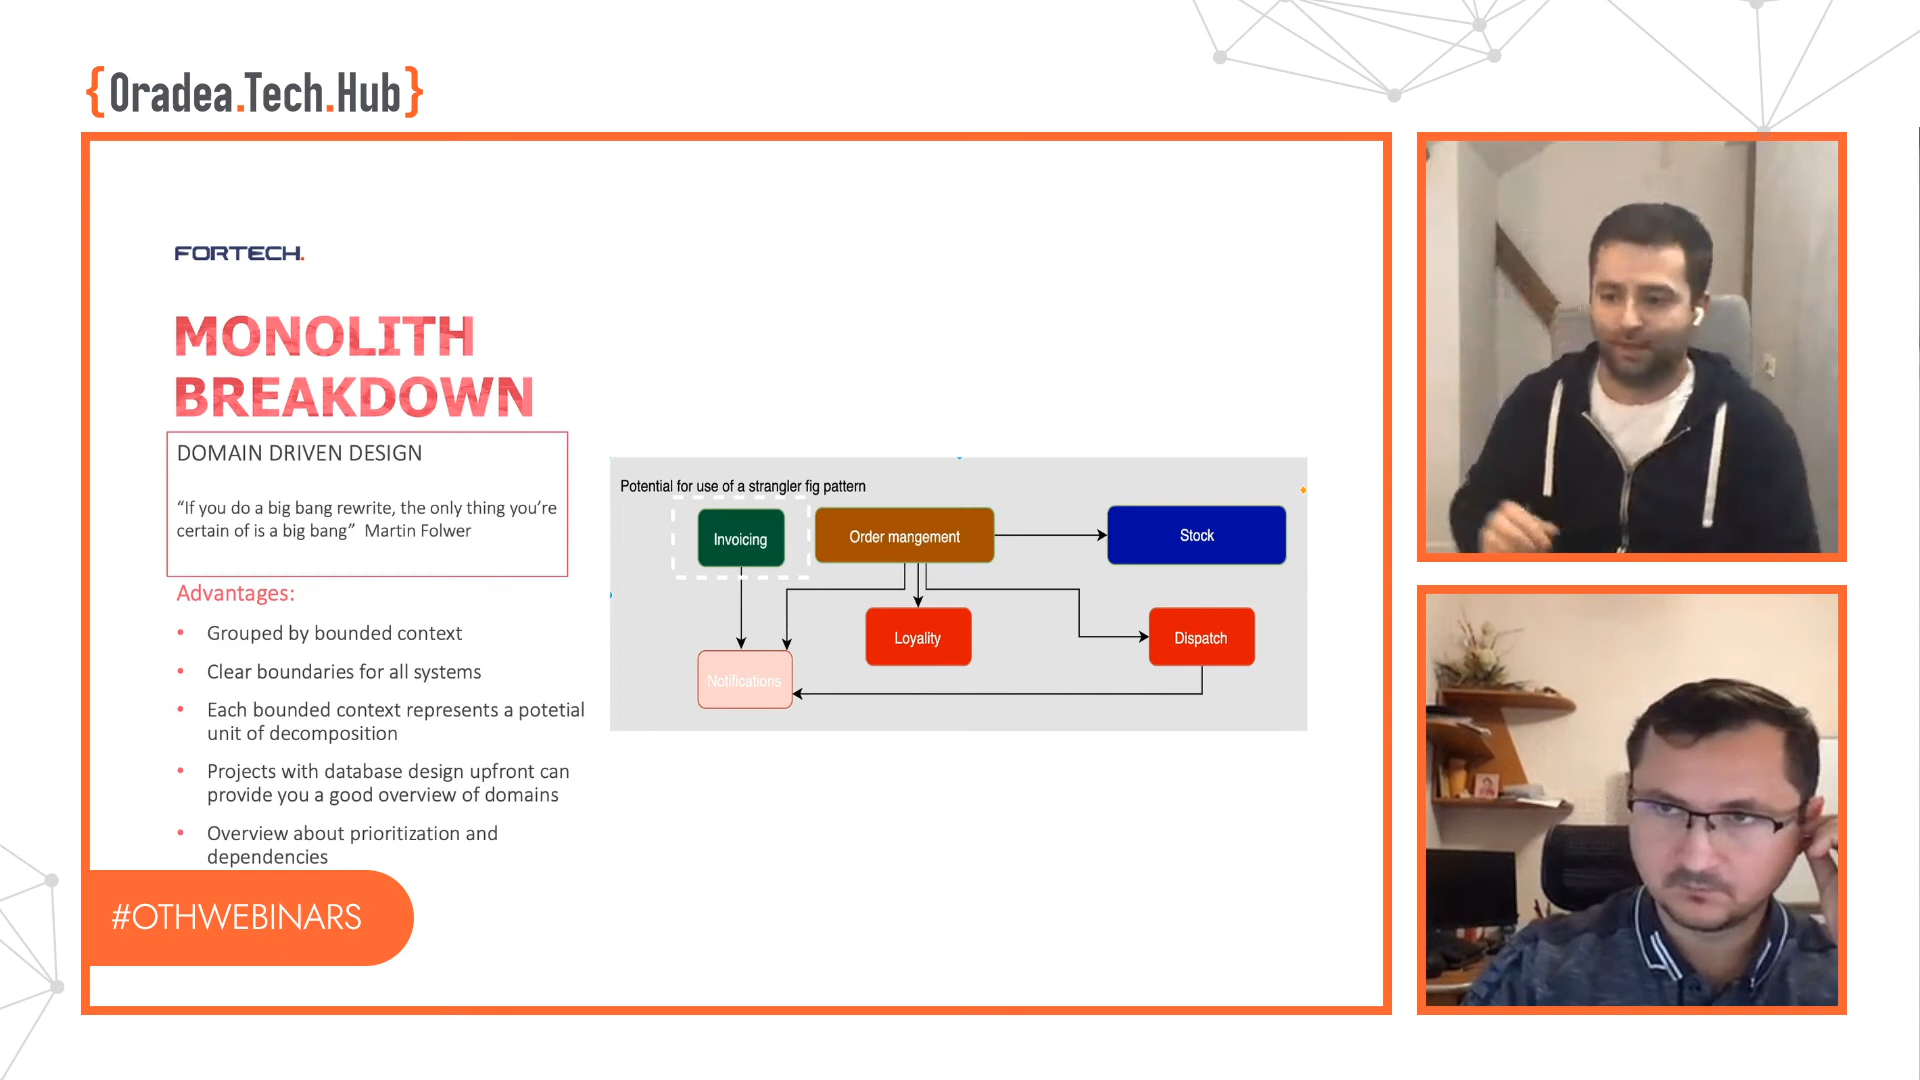 {Oradea.Tech.Hub}
FORTECH.
MONOLITH
BREAKDOWN
DOMAIN DRIVEN DESIGN
“If you do a big bang rewrite, the only thing you’re
certain of is a big bang” Martin Folwer
Advantages:
• Grouped by bounded context
• Clear boundaries for all systems
• Each bounded context represents a potetial
unit of decomposition
• Projects with database design upfront can
provide you a good overview of domains
• Overview about prioritization and
dependencies
#OTHWEBINARS
Potential for use of a strangler fig pattern
Invoicing
Order mangement
Stock
Loyality
Dispatch
Notifications